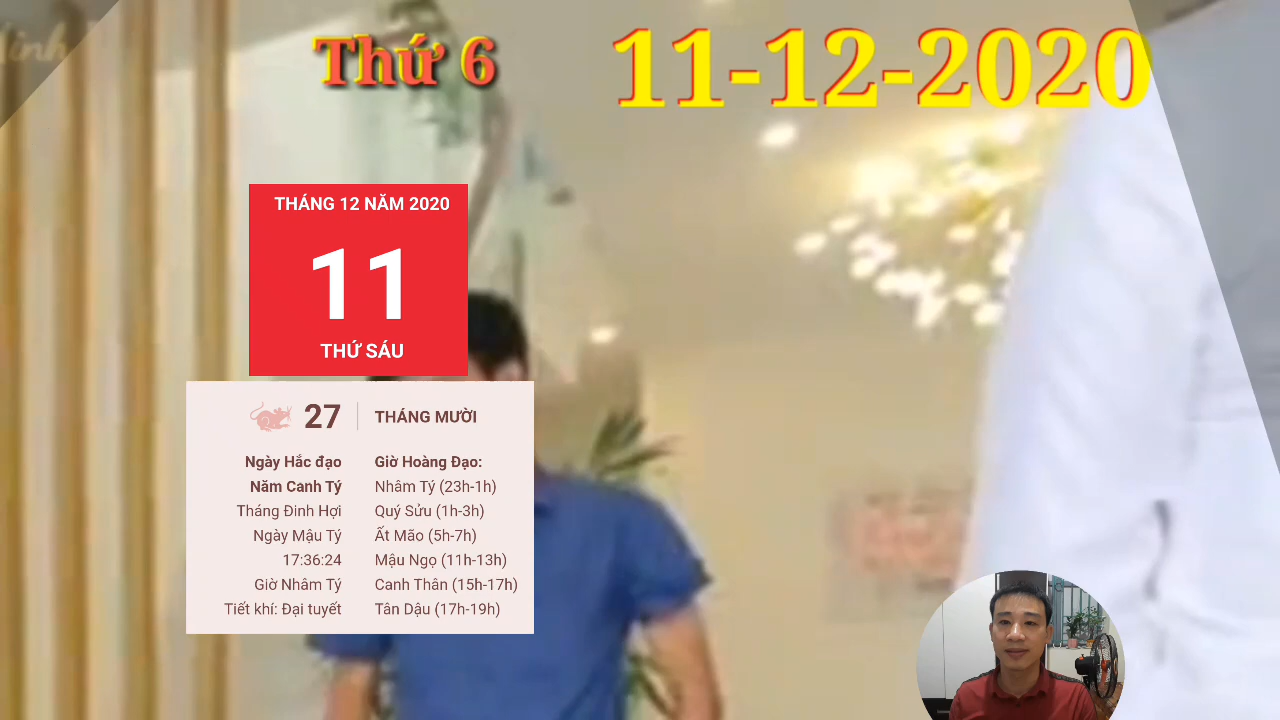 Thứ 6
11-12-2020
THÁNG 12 NĂM 2020
11
THỨ SÁU
27
THÁNG MƯỜI
Ngày Hắc đạo
Năm Canh Tý
Tháng Đinh Hợi
Ngày Mậu Tý
17:36:24
Giờ Nhâm Tý
Tiết khí: Đại tuyết
Giờ Hoàng Đạo:
Nhâm Tý (23h-1h)
Quý Sửu (1h-3h)
Ất Mão (5h-7h)
Mậu Ngọ (11h-13h)
Canh Thân (15h-17h)
Tân Dậu (17h-19h)